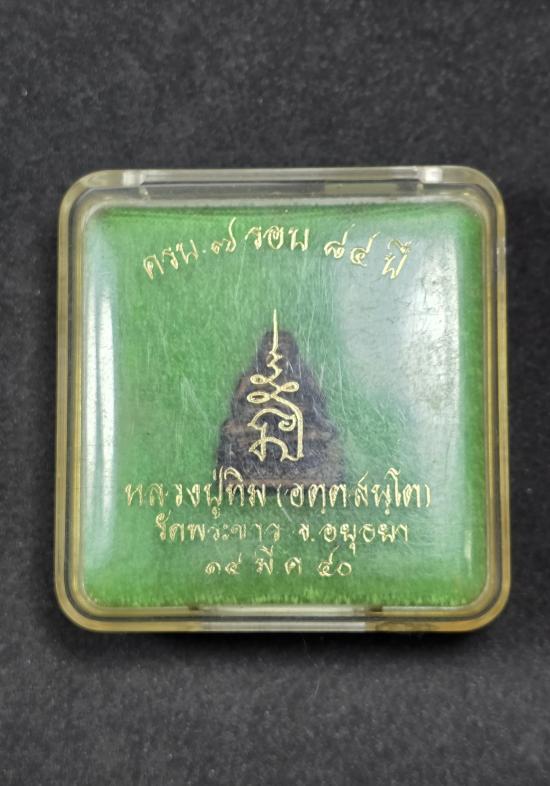 ครบ ๗ รอบ ๘๔ ปี
หลวงปู่ทิม (อตฺตสนฺโต)
วัดพระขาว จ.อยุธยา
๑๔ มี ค ๔๐